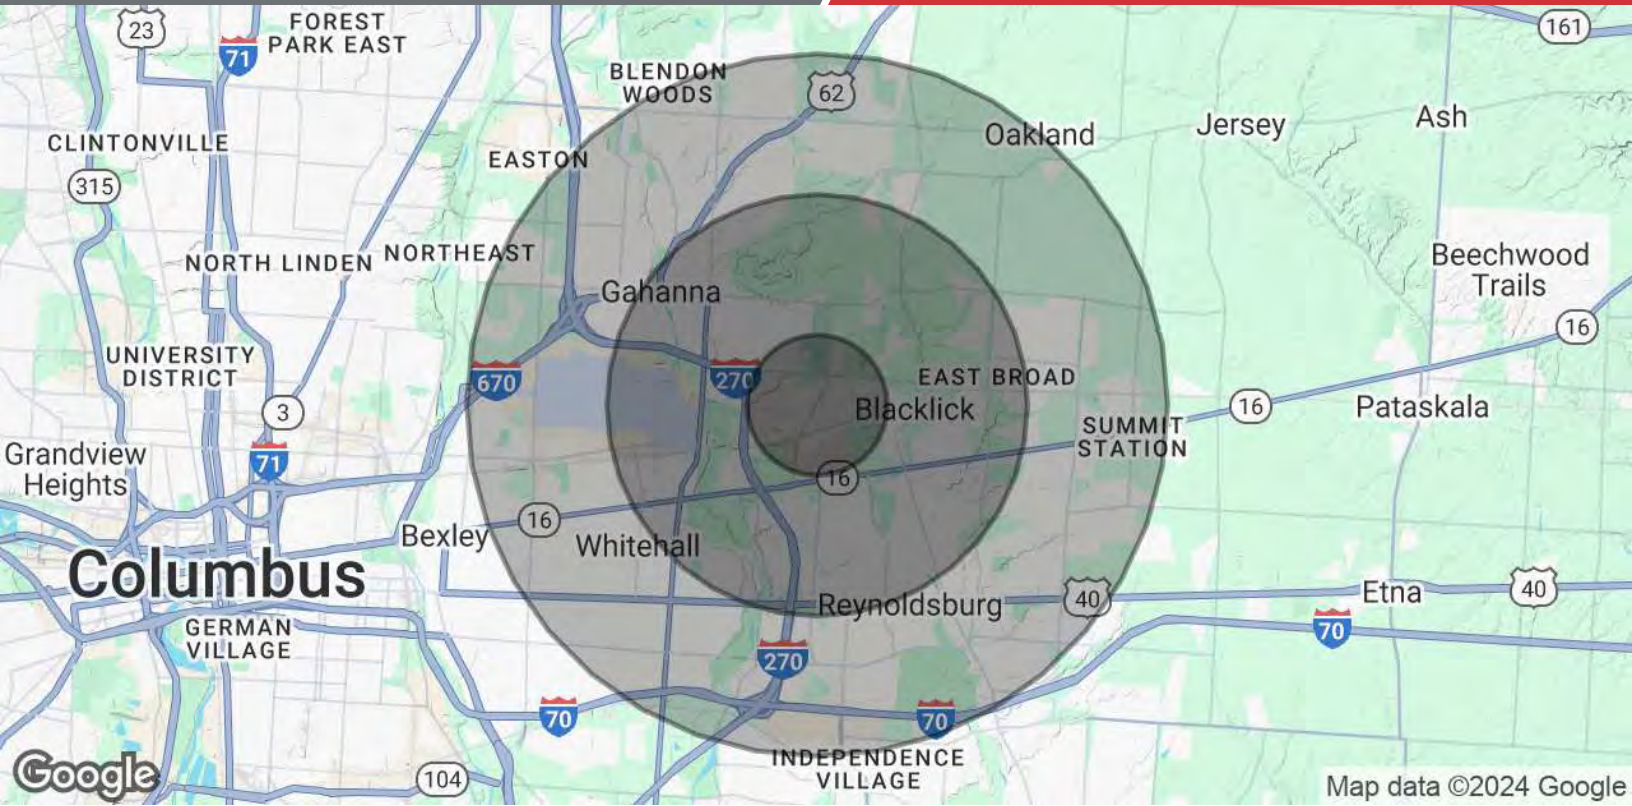 23
FOREST
PARK EAST
71
161
BLENDON
WOODS
62
Ash
Jersey
Oakland
CLINTONVILLE
EASTON
315
NORTH LINDEN
NORTHEAST
Beechwood
Trails
Gahanna
16
UNIVERSITY
DISTRICT
670
270
EAST BROAD
3
Blacklick
16
Pataskala
SUMMIT
STATION
Grandview
Heights
71
16
16
Bexley
Whitehall
Columbus
Reynoldsburg
40
Etna
40
GERMAN
VILLAGE
70
270
70
70
INDEPENDENCE
VILLAGE
Google
104
Map data ©2024 Google